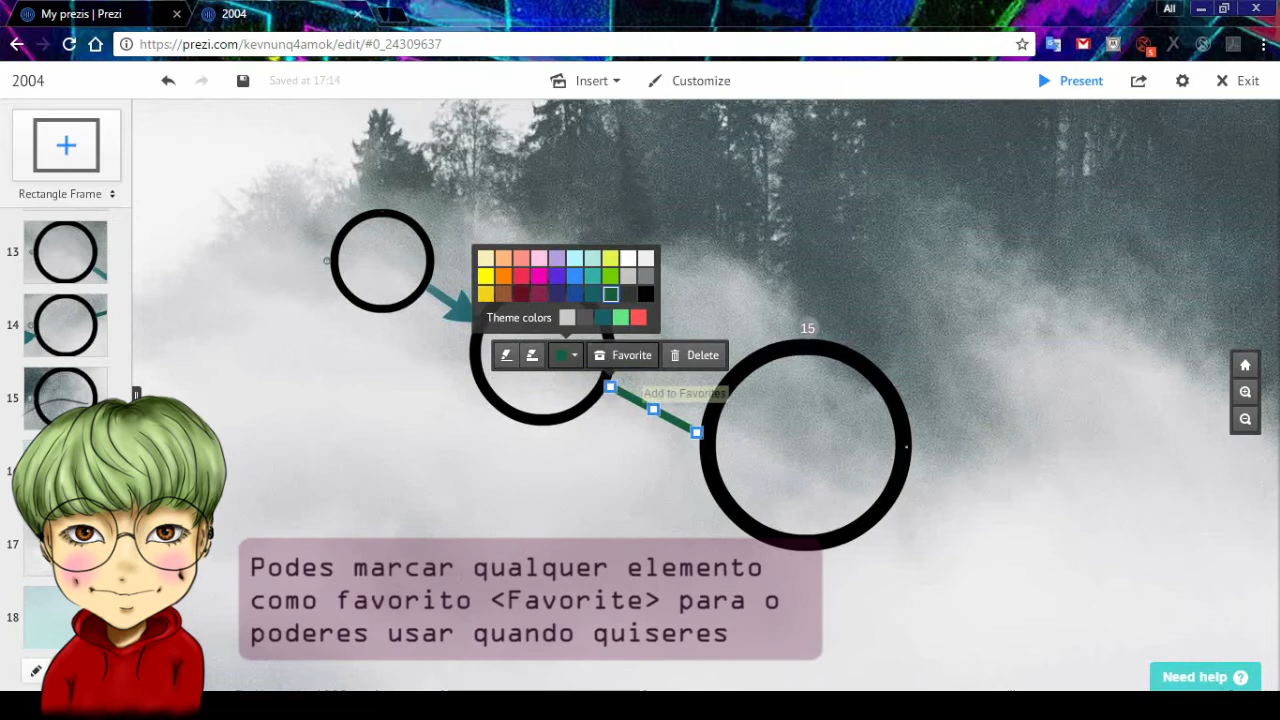 My prezis | Prezi
2004
All
https://prezi.com/kevnunq4amok/edit/#0_24309637
2004
Saved at 17:14
Insert
Customize
Present
Exit
Rectangle Frame
13
14
15
17
18
15
Theme colors
Favorite
Delete
Add to Favorites
Podes marcar qualquer elemento
como favorito <Favorite> para o
poderes usar quando quiseres
Need help ?